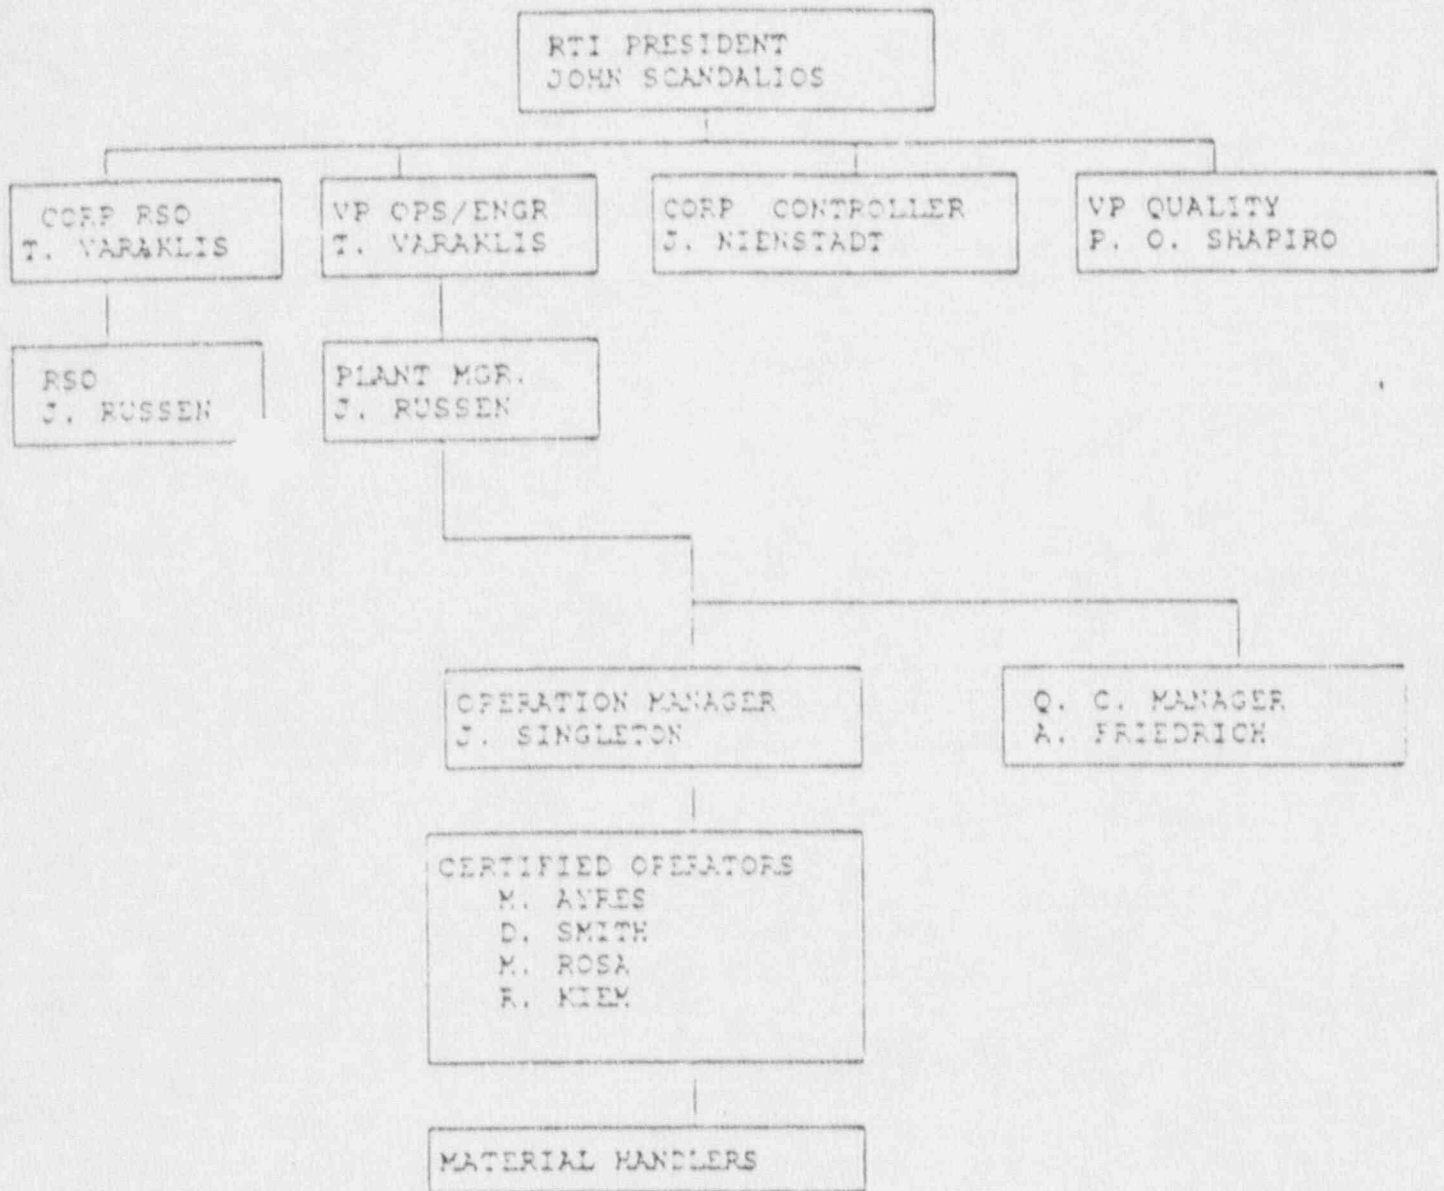 RTI PRESIDENT
JOHN SCANDALIOS
CORP RSO
T. VARAKLIS
VP OPS/ENGR
T. VARAKLIS
CORP CONTROLLER
J. NIENSTADT
VP QUALITY
P. O. SHAPIRO
RSO
J. RUSSEN
PLANT MGR.
J. RUSSEN
OPERATION MANAGER
J. SINGLETON
Q. C. MANAGER
A. FRIEDRICH
CERTIFIED OPERATORS
M. AYRES
D. SMITH
M. ROSA
R. KIEM
MATERIAL HANDLERS